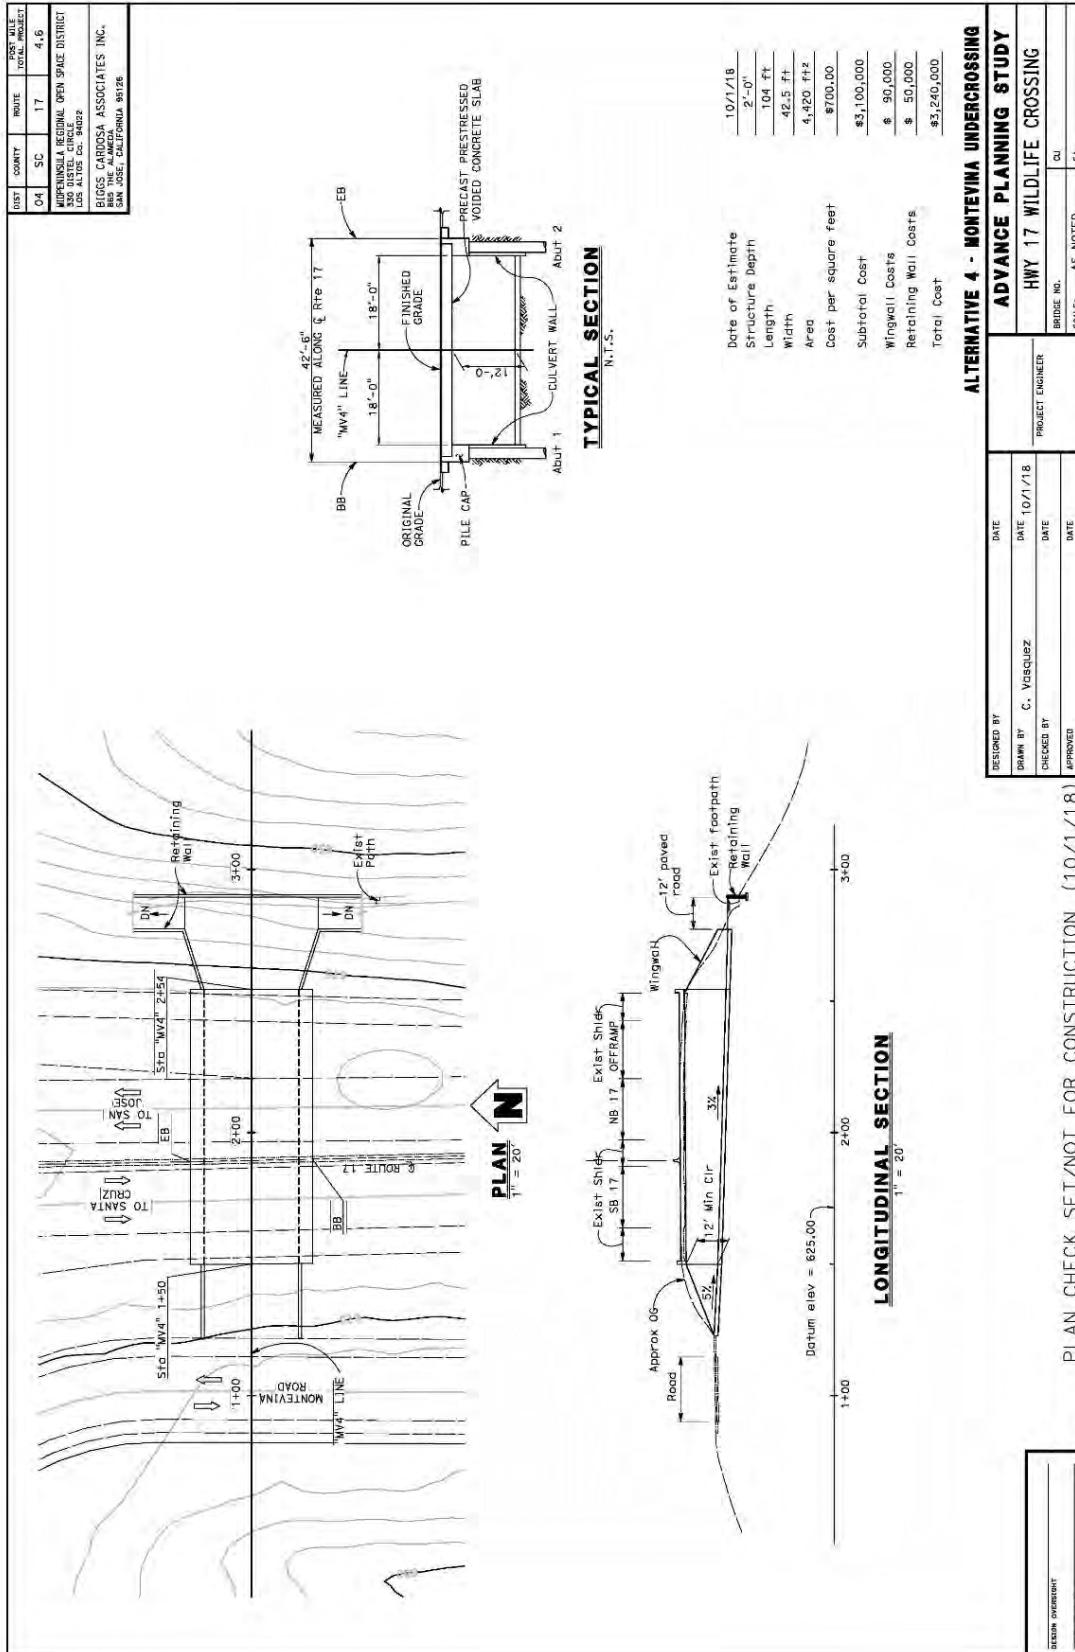 DIST COUNTY ROUTE POST MILE TOTAL PROJECT
04 SC 17 4.6
MIDPENINSULA REGIONAL OPEN SPACE DISTRICT
330 DISTEL CIRCLE
LOS ALTOS CA. 94022
BIGGS CARDOSA ASSOCIATES INC.
865 THE ALAMEDA
SAN JOSE, CALIFORNIA 95126
Retaining
Wall
3+00
Exist
Path
DN
DN
Sta "MV4" 2+54
TO SAN
JOSE
EB
2+00
℄ ROUTE 17
TO SANTA
CRUZ
BB
Sta "MV4" 1+50
1+00
MONTEVINA
ROAD
"MV4" LINE
N
PLAN
1" = 20'
42'-6"
MEASURED ALONG ℄ Rte 17
BB
EB
"MV4" LINE
18'-0"
18'-0"
ORIGINAL
GRADE
FINISHED
GRADE
PILE CAP
PRECAST PRESTRESSED
VOIDED CONCRETE SLAB
12'-0"
CULVERT WALL
Abut 1
Abut 2
TYPICAL SECTION
N.T.S.
Approx OG
Road
Exist Shldr
SB 17
Exist Shldr
NB 17
OFFRAMP
Wingwall
12' paved
road
Exist footpath
Retaining
Wall
5%
12' Min Clr
3%
Datum elev = 625.00
1+00
2+00
3+00
LONGITUDINAL SECTION
1" = 20'
Date of Estimate 10/1/18
Structure Depth 2'-0"
Length 104 ft
Width 42.5 ft
Area 4,420 ft²
Cost per square feet $700.00
Subtotal Cost $3,100,000
Wingwall Costs $ 90,000
Retaining Wall Costs $ 50,000
Total Cost $3,240,000
ALTERNATIVE 4 - MONTEVINA UNDERCROSSING
DESIGNED BY DATE
DRAWN BY C. Vasquez DATE 10/1/18
CHECKED BY DATE
APPROVED DATE
PROJECT ENGINEER
ADVANCE PLANNING STUDY
HWY 17 WILDLIFE CROSSING
BRIDGE NO. CU
AS NOTED
PLAN CHECK SET/NOT FOR CONSTRUCTION (10/1/18)
DESIGN OVERSIGHT